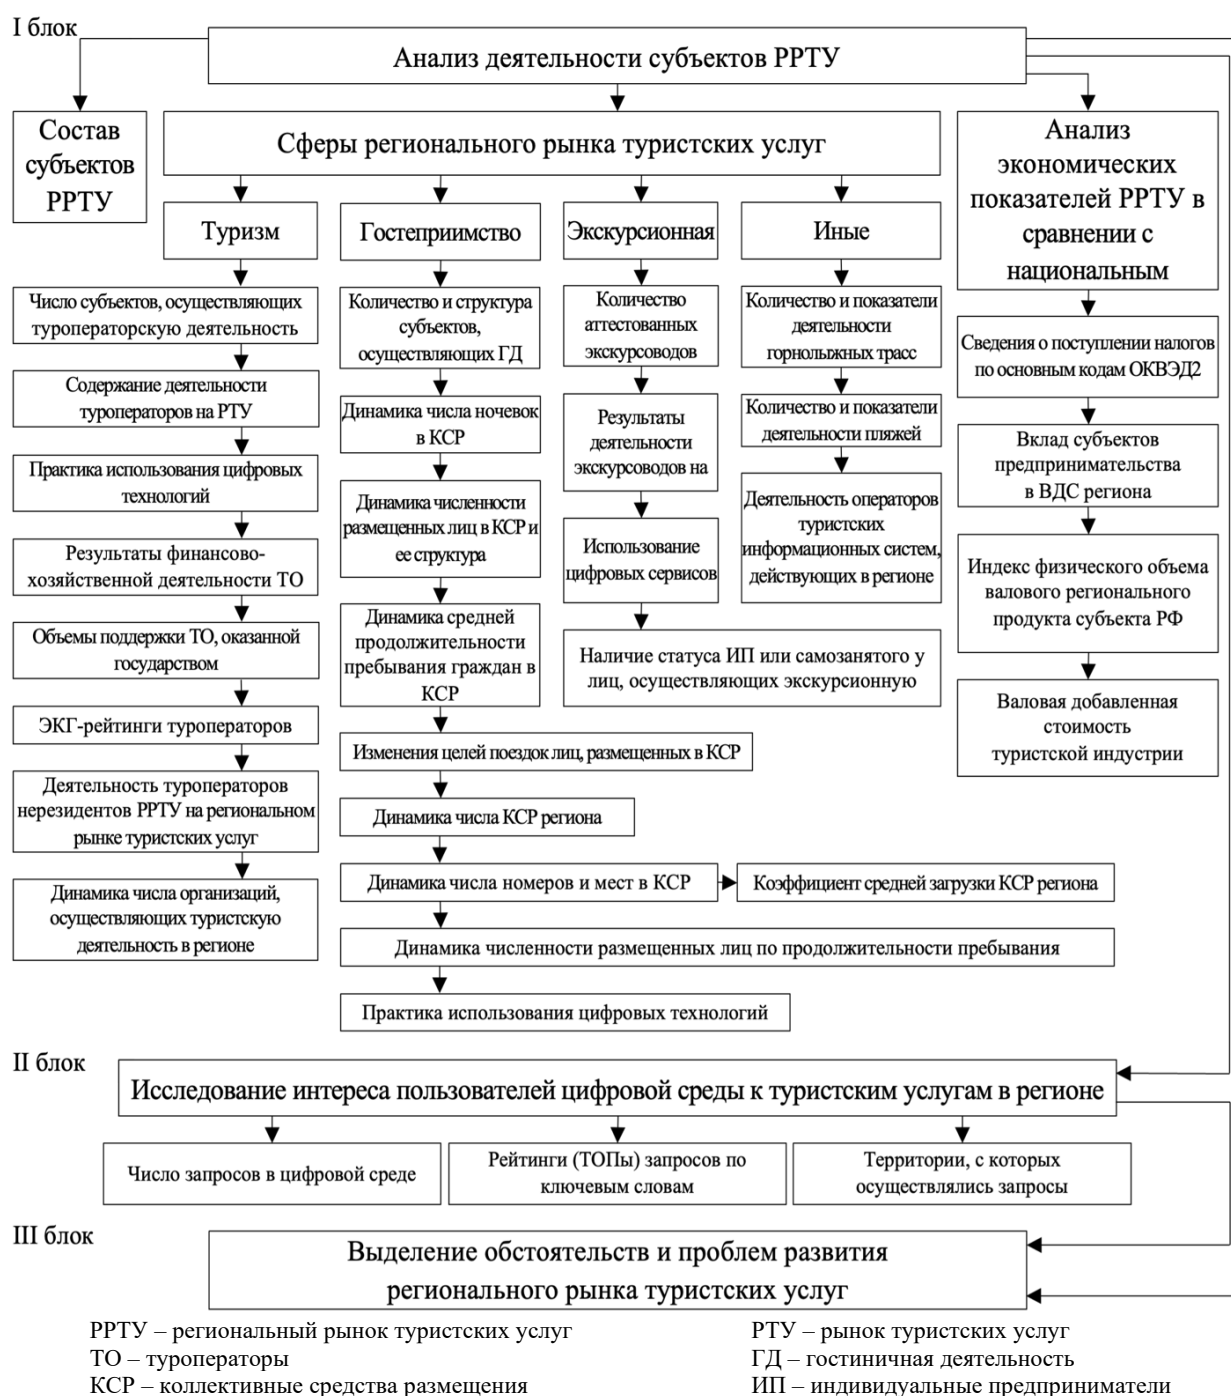 I блок
Анализ деятельности субъектов РРТУ
Состав
субъектов
РРТУ
Сферы регионального рынка туристских услуг
Анализ
экономических
показателей РРТУ в
сравнении с
национальным
Туризм
Гостеприимство
Экскурсионная
Иные
Число субъектов, осуществляющих
туроператорскую деятельность
Содержание деятельности
туроператоров на РТУ
Практика использования цифровых
технологий
Результаты финансово-
хозяйственной деятельности ТО
Объемы поддержки ТО, оказанной
государством
ЭКГ-рейтинги туроператоров
Деятельность туроператоров
нерезидентов РРТУ на региональном
рынке туристских услуг
Динамика числа организаций,
осуществляющих туристскую
деятельность в регионе
Количество и структура
субъектов,
осуществляющих ГД
Динамика числа ночевок
в КСР
Динамика численности
размещенных лиц в КСР и
ее структура
Динамика средней
продолжительности
пребывания граждан в
КСР
Изменения целей поездок лиц, размещенных в КСР
Динамика числа КСР региона
Динамика числа номеров и мест в КСР
Коэффициент средней загрузки КСР региона
Динамика численности размещенных лиц по продолжительности пребывания
Практика использования цифровых технологий
Количество
аттестованных
экскурсоводов
Результаты
деятельности
экскурсоводов на
Использование
цифровых сервисов
Наличие статуса ИП или самозанятого у
лиц, осуществляющих экскурсионную
Количество и показатели
деятельности
горнолыжных трасс
Количество и показатели
деятельности пляжей
Деятельность операторов
туристских
информационных систем,
действующих в регионе
Сведения о поступлении налогов
по основным кодам ОКВЭД2
Вклад субъектов
предпринимательства
в ВДС региона
Индекс физического объема
валового регионального
продукта субъекта РФ
Валовая добавленная
стоимость
туристской индустрии
II блок
Исследование интереса пользователей цифровой среды к туристским услугам в регионе
Число запросов в цифровой среде
Рейтинги (ТОПы) запросов по
ключевым словам
Территории, с которых
осуществлялись запросы
III блок
Выделение обстоятельств и проблем развития
регионального рынка туристских услуг
РРТУ – региональный рынок туристских услуг
РТУ – рынок туристских услуг
ТО – туроператоры
ГД – гостиничная деятельность
КСР – коллективные средства размещения
ИП – индивидуальные предприниматели